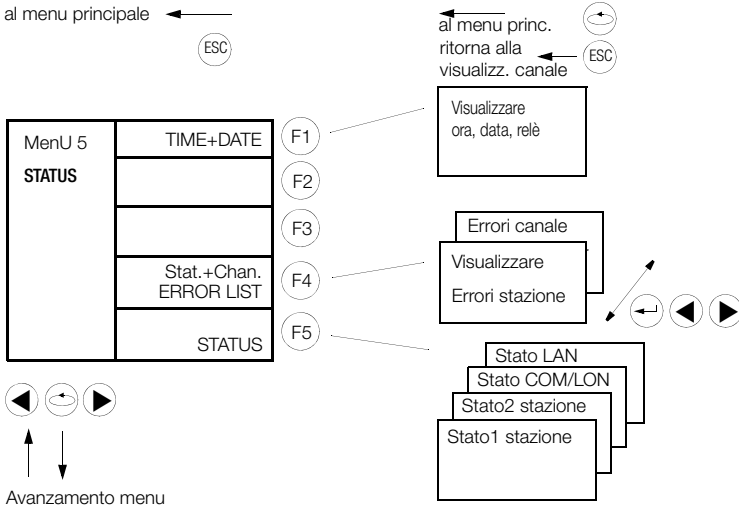 al menu principale
ESC
al menu princ.
ritorna alla
visualizz. canale
ESC
MenU 5
STATUS
TIME+DATE
F1
F2
F3
Stat.+Chan.
ERROR LIST
F4
STATUS
F5
Visualizzare
ora, data, relè
Errori canale
Visualizzare
Errori stazione
Stato LAN
Stato COM/LON
Stato2 stazione
Stato1 stazione
Avanzamento menu